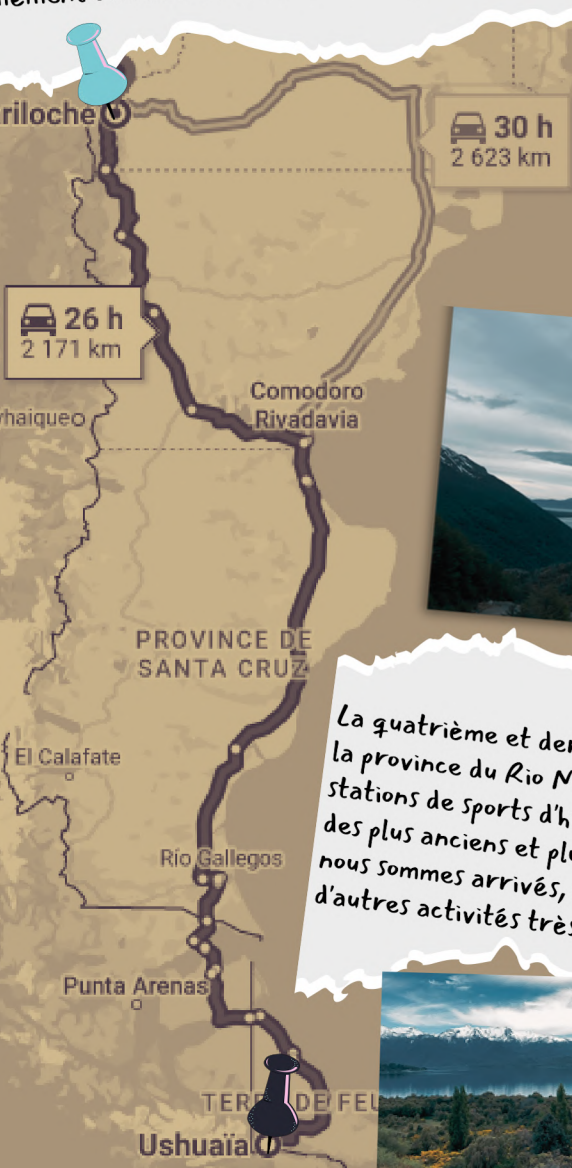 riloche
30 h
2 623 km
26 h
2 171 km
Comodoro
Rivadavia
yhaique
PROVINCE DE
SANTA CRUZ
El Calafate
Río Gallegos
Punta Arenas
TERRE DE FEU
Ushuaïa
La quatrième et der
la province du Rio N
stations de sports d'h
des plus anciens et pl
nous sommes arrivés,
d'autres activités très